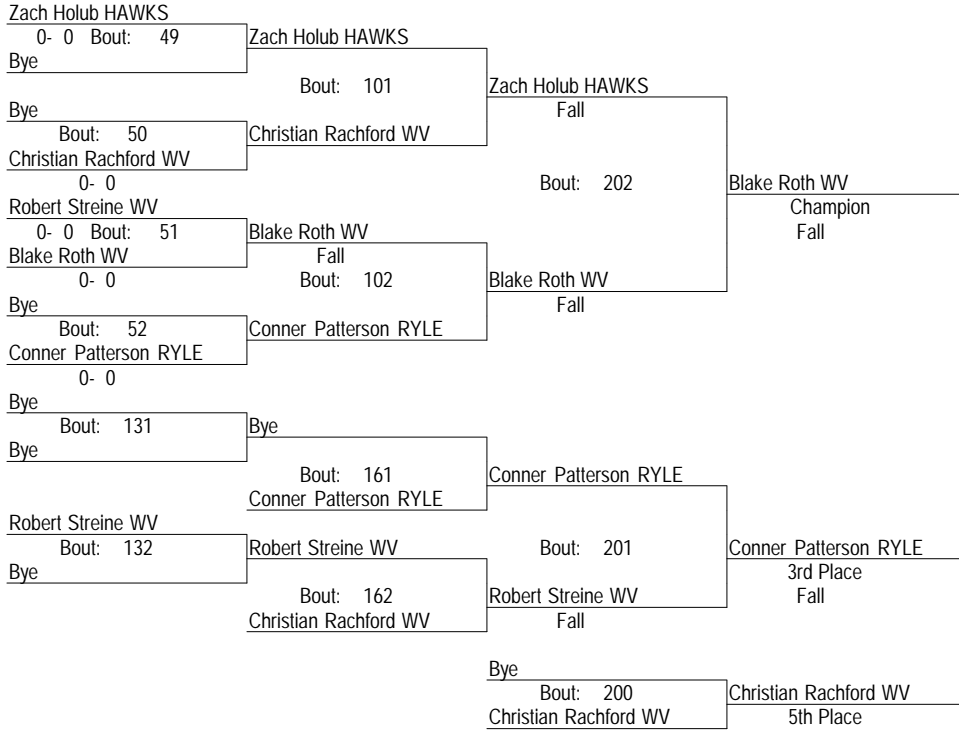 Zach Holub HAWKS
0- 0 Bout: 49
Zach Holub HAWKS
Bye
Bout: 101
Zach Holub HAWKS
Bye
Fall
Bout: 50
Christian Rachford WV
Christian Rachford WV
0- 0
Bout: 202
Blake Roth WV
Robert Streine WV
Champion
0- 0 Bout: 51
Blake Roth WV
Fall
Blake Roth WV
Fall
0- 0
Bout: 102
Blake Roth WV
Bye
Fall
Bout: 52
Conner Patterson RYLE
Conner Patterson RYLE
0- 0
Bye
Bout: 131
Bye
Bye
Bout: 161
Conner Patterson RYLE
Conner Patterson RYLE
Robert Streine WV
Bout: 132
Robert Streine WV
Bout: 201
Conner Patterson RYLE
Bye
3rd Place
Bout: 162
Robert Streine WV
Fall
Christian Rachford WV
Fall
Bye
Bout: 200
Christian Rachford WV
Christian Rachford WV
5th Place